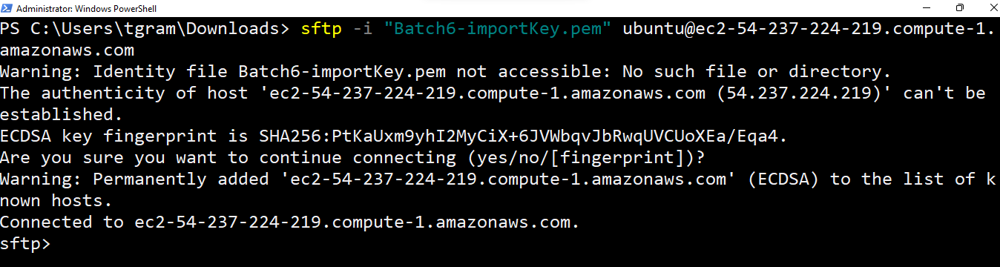 Administrator: Windows PowerShell
PS C:\Users\tgram\Downloads> sftp -i "Batch6-importKey.pem" ubuntu@ec2-54-237-224-219.compute-1.
amazonaws.com
Warning: Identity file Batch6-importKey.pem not accessible: No such file or directory.
The authenticity of host 'ec2-54-237-224-219.compute-1.amazonaws.com (54.237.224.219)' can't be
established.
ECDSA key fingerprint is SHA256:PtKaUxm9yhI2MyCiX+6JVWbqvJbRwqUVCUoXEa/Eqa4.
Are you sure you want to continue connecting (yes/no/[fingerprint])?
Warning: Permanently added 'ec2-54-237-224-219.compute-1.amazonaws.com' (ECDSA) to the list of k
nown hosts.
Connected to ec2-54-237-224-219.compute-1.amazonaws.com.
sftp>